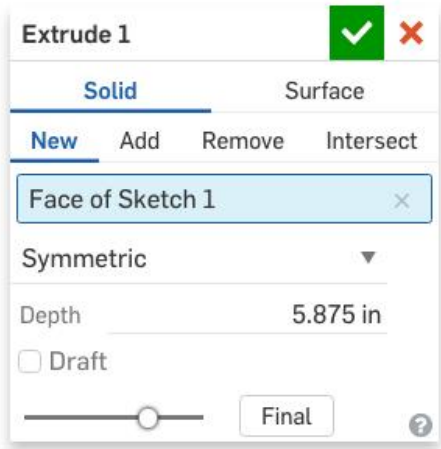 Extrude 1
Solid Surface
New Add Remove Intersect
Face of Sketch 1
Symmetric
Depth 5.875 in
Draft
Final
?